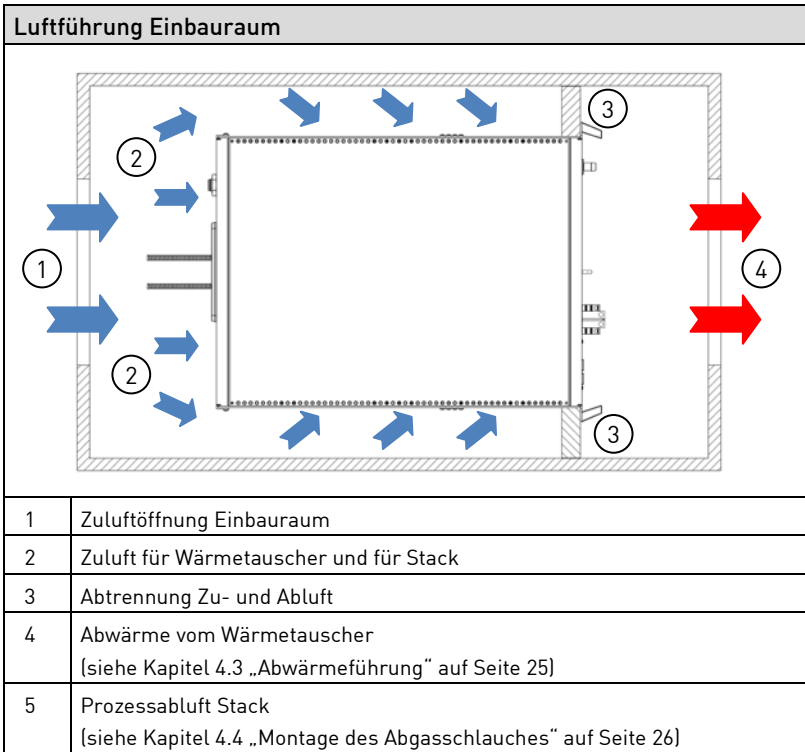 Luftführung Einbauraum
3
2
1
4
2
3
1 Zuluftöffnung Einbauraum
2 Zuluft für Wärmetauscher und für Stack
3 Abtrennung Zu- und Abluft
4 Abwärme vom Wärmetauscher
(siehe Kapitel 4.3 „Abwärmeführung“ auf Seite 25)
5 Prozessabluft Stack
(siehe Kapitel 4.4 „Montage des Abgasschlauches“ auf Seite 26)